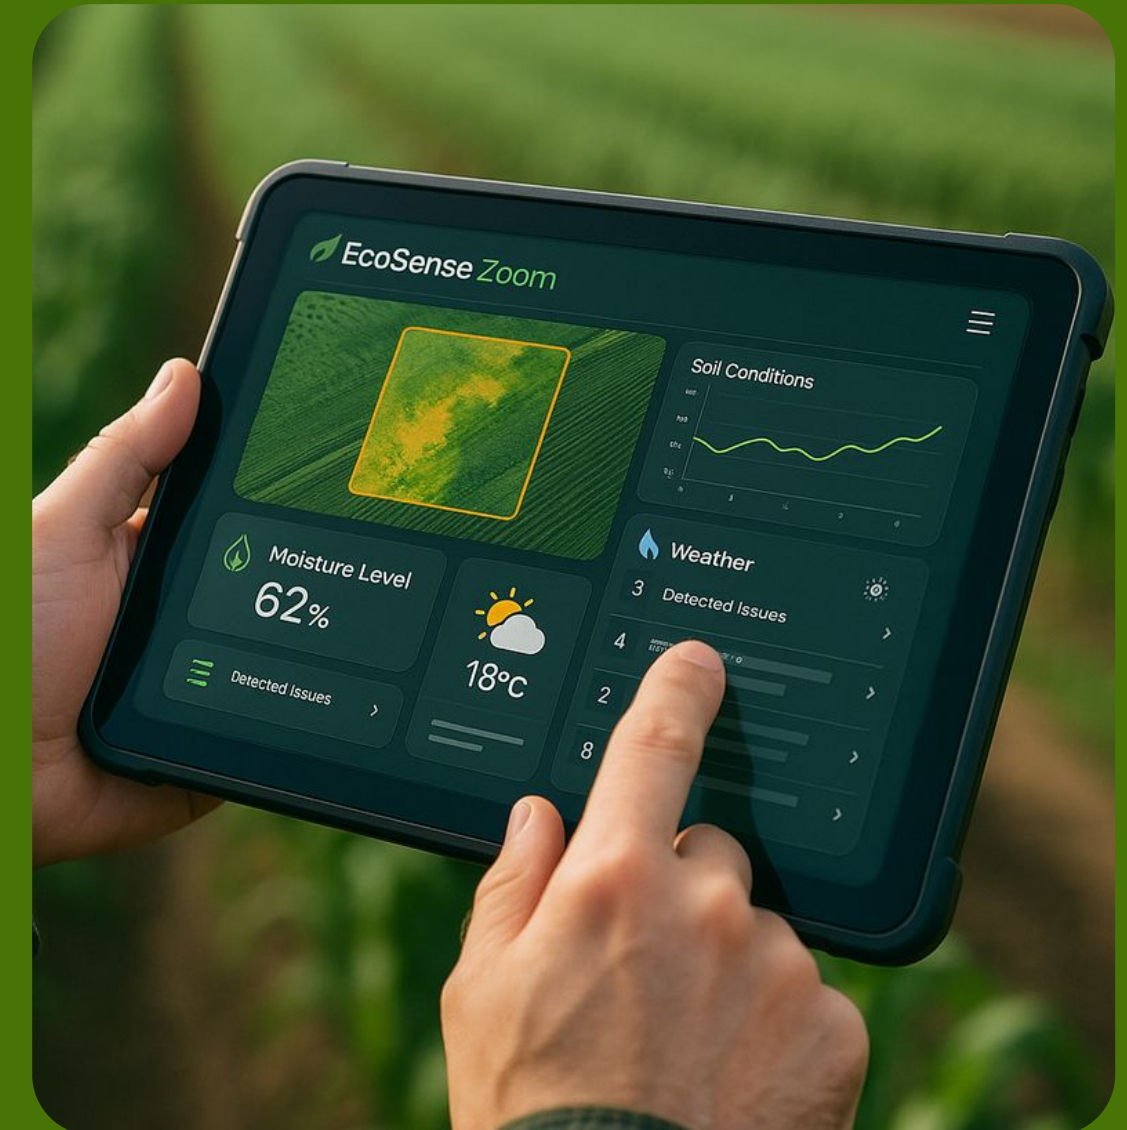 EcoSense Zoom
Soil Conditions
Moisture Level
62%
Detected Issues
18°C
Weather
3 Detected Issues
4
2
8